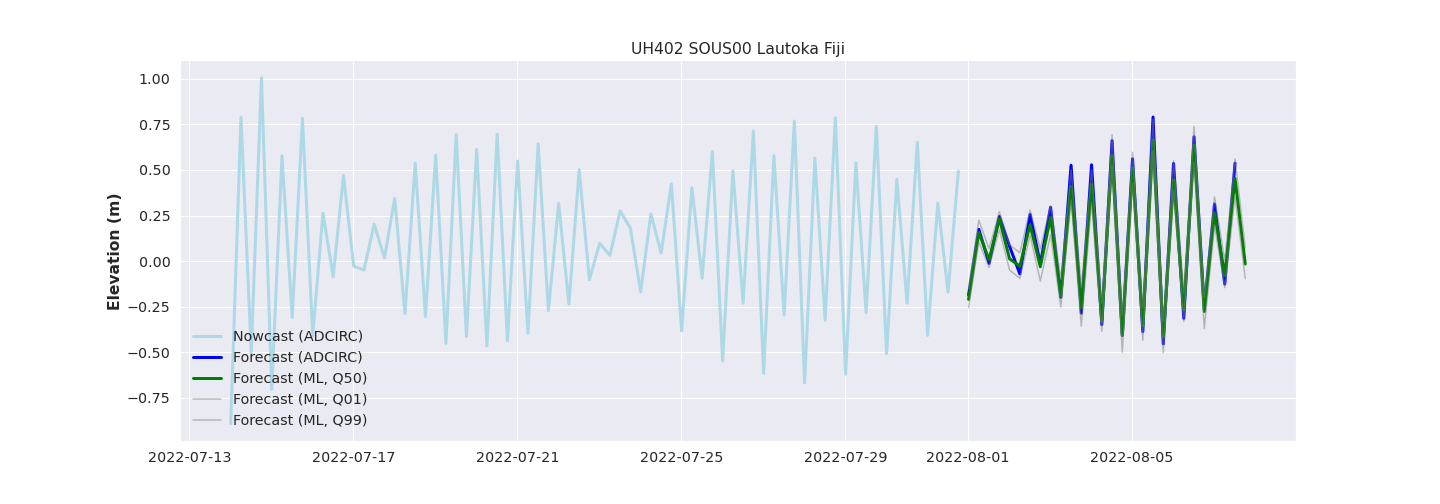 UH402 SOUS00 Lautoka Fiji
Elevation (m)
1.00
0.75
0.50
0.25
0.00
−0.25
−0.50
−0.75
Nowcast (ADCIRC)
Forecast (ADCIRC)
Forecast (ML, Q50)
Forecast (ML, Q01)
Forecast (ML, Q99)
2022-07-13 2022-07-17 2022-07-21 2022-07-25 2022-07-29 2022-08-01 2022-08-05